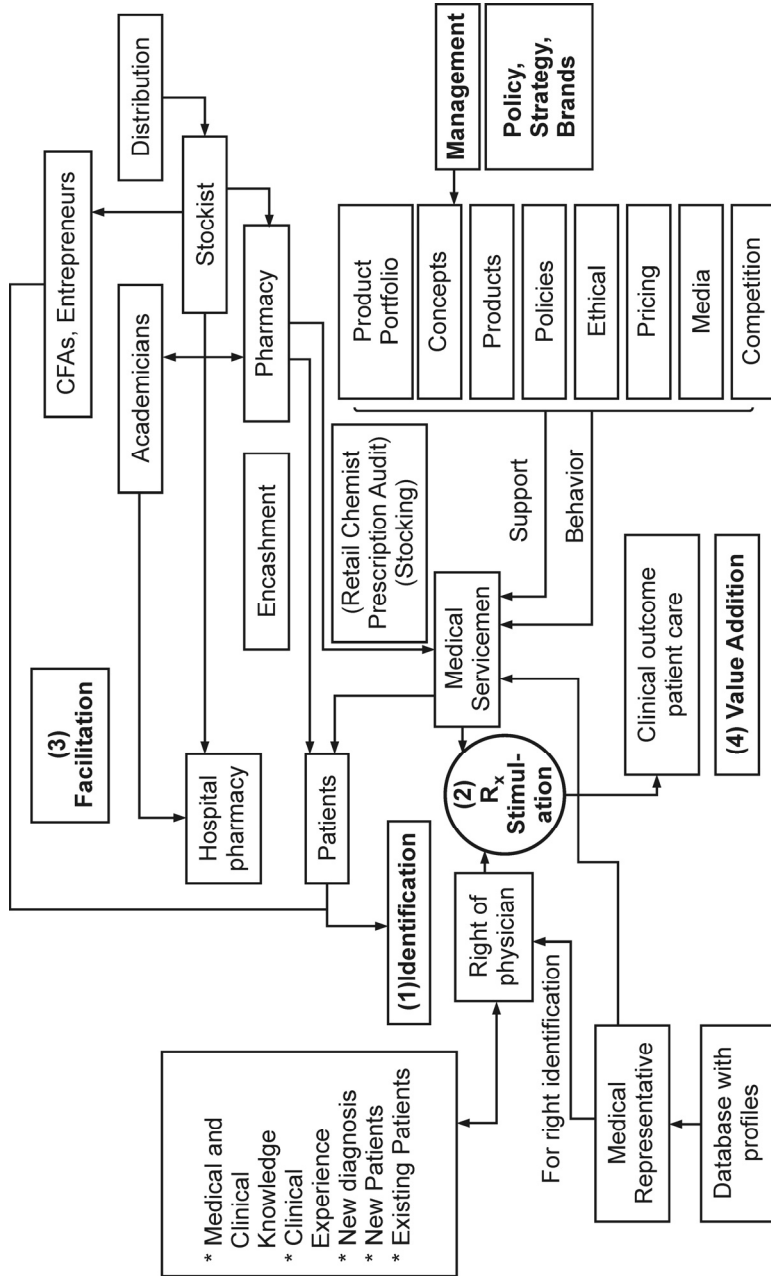 * Medical and
Clinical
Knowledge
* Clinical
Experience
* New diagnosis
* New Patients
* Existing Patients
For right identification
Medical
Representative
Database with
profiles
(1)Identification
Right of
physician
(3)
Facilitation
Hospital
pharmacy
Patients
(2)
Rx
Stimul-
ation
Clinical outcome
patient care
(4) Value Addition
CFAs, Entrepreneurs
Academicians
Encashment
(Retail Chemist
Prescription Audit)
(Stocking)
Medical
Servicemen
Support
Behavior
Distribution
Stockist
Pharmacy
Product
Portfolio
Concepts
Products
Policies
Ethical
Pricing
Media
Competition
Management
Policy,
Strategy,
Brands